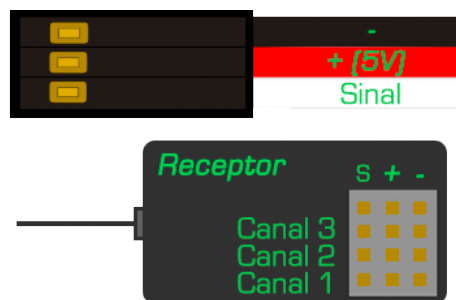 -
+ (5V)
Sinal
Receptor
S + -
Canal 3
Canal 2
Canal 1